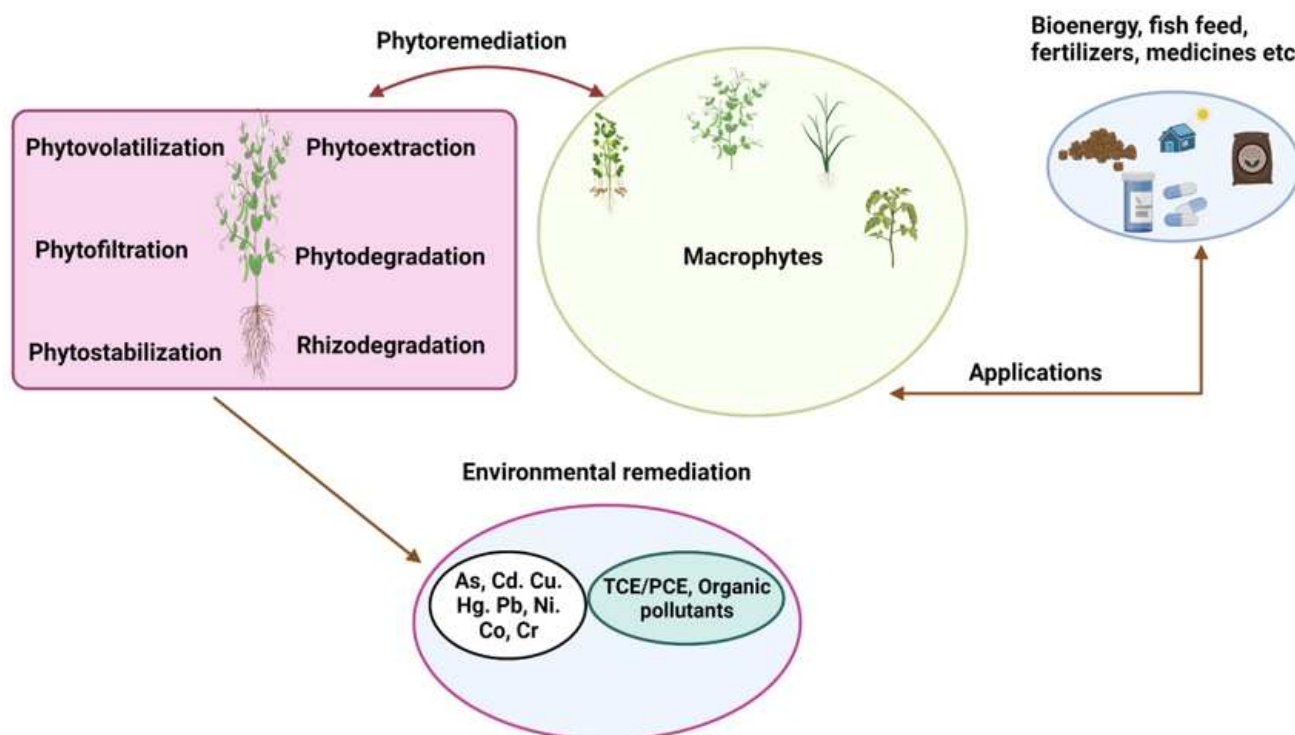 Phytoremediation
Bioenergy, fish feed,
fertilizers, medicines etc
Phytovolatilization
Phytoextraction
Phytofiltration
Phytodegradation
Phytostabilization
Rhizodegradation
Macrophytes
Applications
Environmental remediation
As, Cd. Cu.
Hg. Pb, Ni.
Co, Cr
TCE/PCE, Organic
pollutants